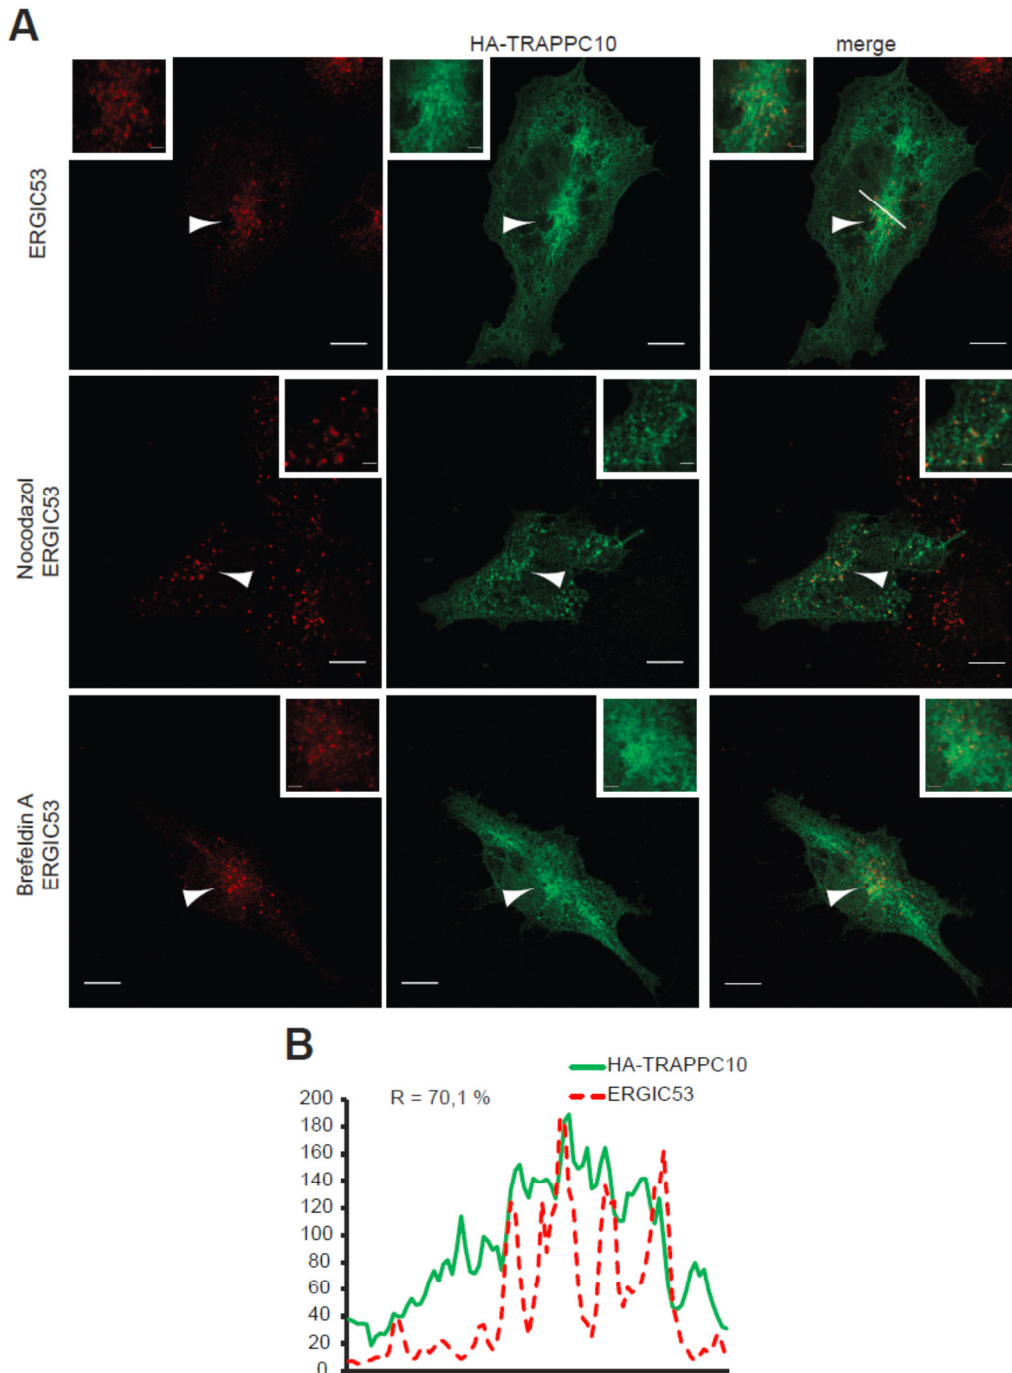 A
HA-TRAPPC10
merge
ERGIC53
Nocodazol
ERGIC53
Brefeldin A
ERGIC53
B
HA-TRAPPC10
R = 70,1 %
ERGIC53
200
180
160
140
120
100
80
60
40
20
0